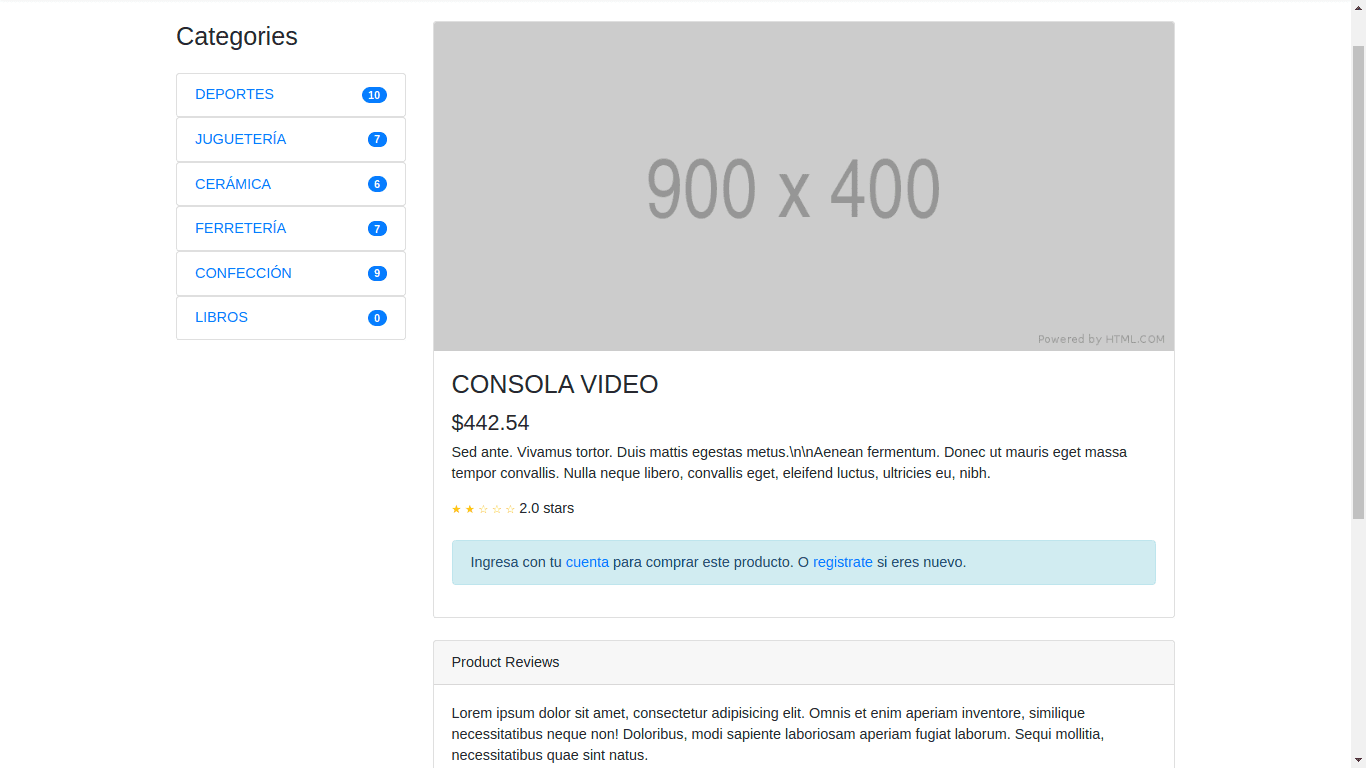 Categories
DEPORTES 10
JUGUETERÍA 7
CERÁMICA 6
FERRETERÍA 7
CONFECCIÓN 9
LIBROS 0
900 x 400
Powered by HTML.COM
CONSOLA VIDEO
$442.54
Sed ante. Vivamus tortor. Duis mattis egestas metus.\n\nAenean fermentum. Donec ut mauris eget massa
tempor convallis. Nulla neque libero, convallis eget, eleifend luctus, ultricies eu, nibh.
★ ★ ☆ ☆ ☆ 2.0 stars
Ingresa con tu cuenta para comprar este producto. O registrate si eres nuevo.
Product Reviews
Lorem ipsum dolor sit amet, consectetur adipisicing elit. Omnis et enim aperiam inventore, similique
necessitatibus neque non! Doloribus, modi sapiente laboriosam aperiam fugiat laborum. Sequi mollitia,
necessitatibus quae sint natus.